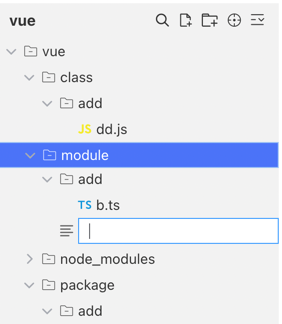 vue
vue
class
add
JS dd.js
module
add
TS b.ts
node_modules
package
add